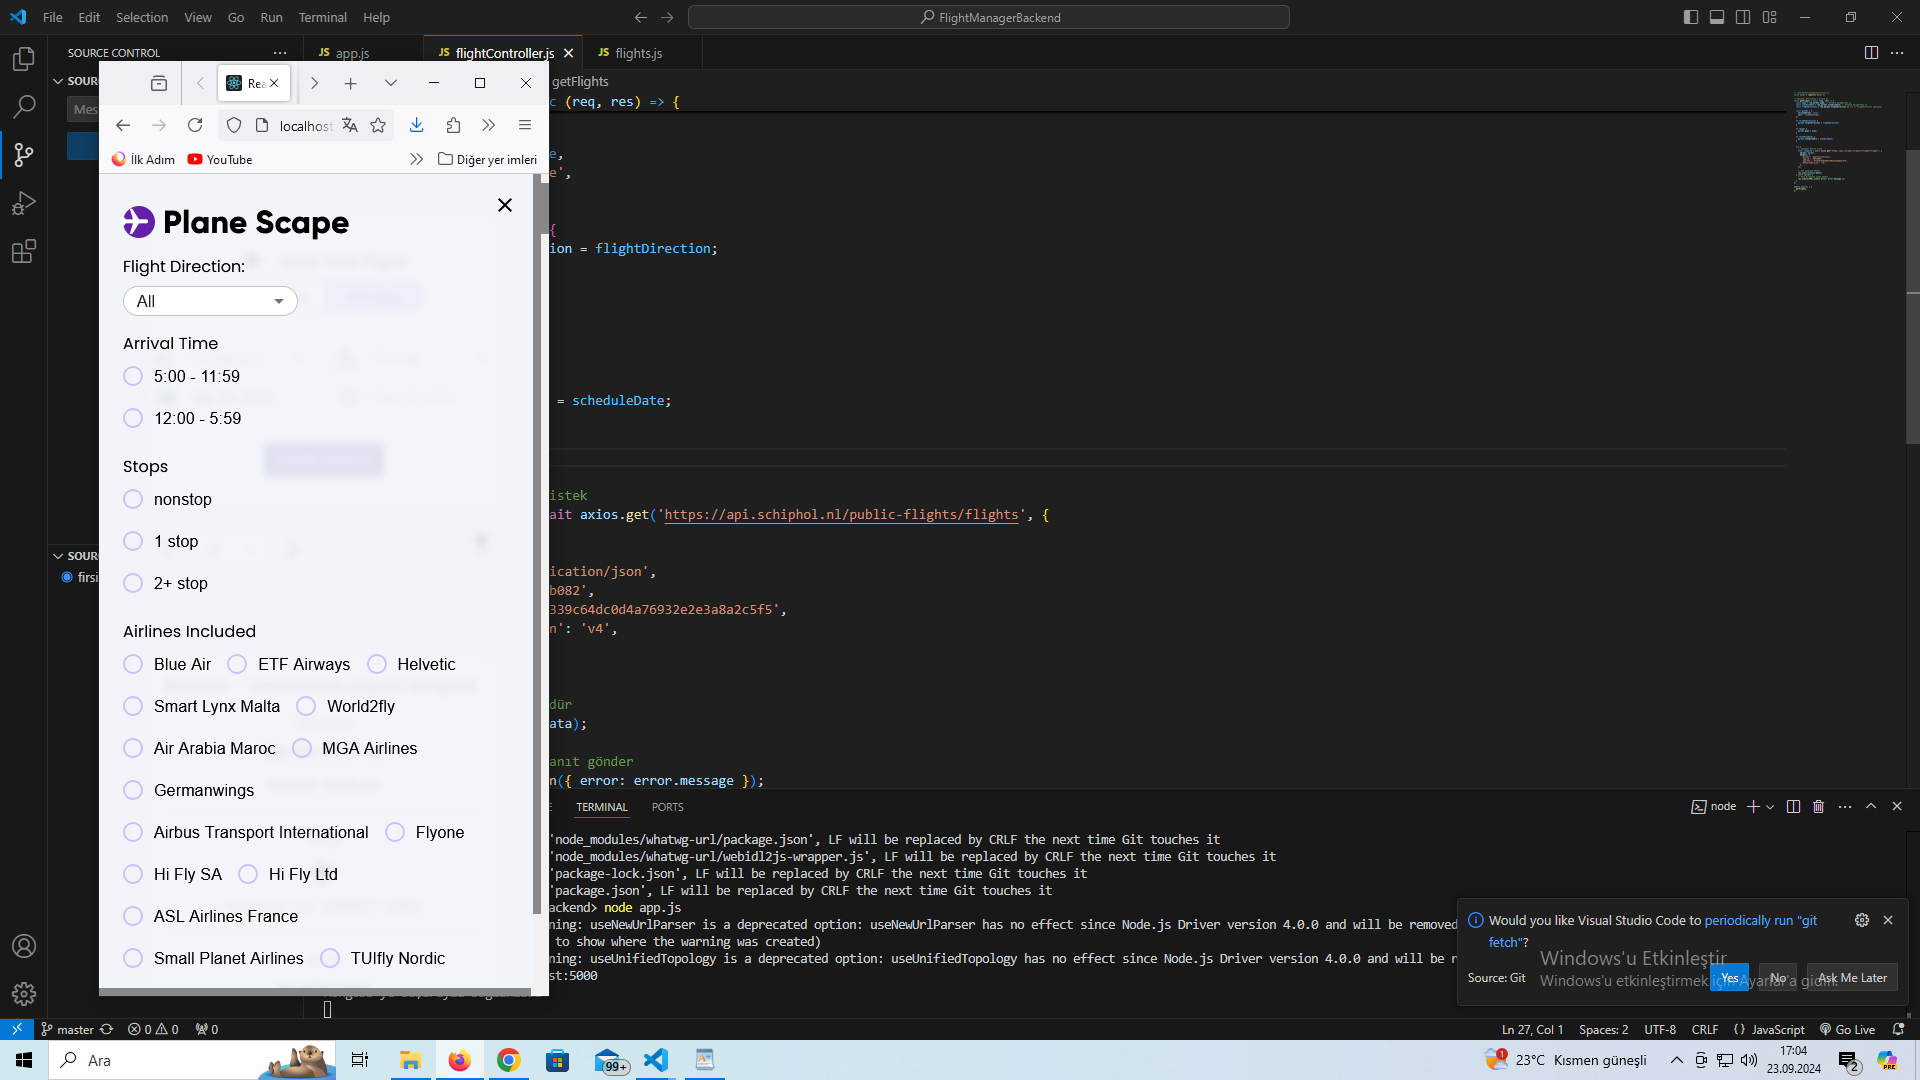 File Edit Selection View Go Run Terminal Help
FlightManagerBackend
SOURCE CONTROL
JS app.js
JS flightController.js
JS flights.js
SOUR
Mes
SOUR
firsi
Rea
localhost
İlk Adım
YouTube
Diğer yer imleri
Plane Scape
Flight Direction:
All
Arrival Time
5:00 - 11:59
12:00 - 5:59
Stops
nonstop
1 stop
2+ stop
Airlines Included
Blue Air ETF Airways Helvetic
Smart Lynx Malta World2fly
Air Arabia Maroc MGA Airlines
Germanwings
Airbus Transport International Flyone
Hi Fly SA Hi Fly Ltd
ASL Airlines France
Small Planet Airlines TUIfly Nordic
getFlights
c (req, res) => {
e,
e',
{
ion = flightDirection;
= scheduleDate;
istek
ait axios.get('https://api.schiphol.nl/public-flights/flights', {
ication/json',
b082',
339c64dc0d4a76932e2e3a8a2c5f5',
n': 'v4',
dür
ata);
anıt gönder
n({ error: error.message });
E TERMINAL PORTS
node
'node_modules/whatwg-url/package.json', LF will be replaced by CRLF the next time Git touches it
'node_modules/whatwg-url/webidl2js-wrapper.js', LF will be replaced by CRLF the next time Git touches it
'package-lock.json', LF will be replaced by CRLF the next time Git touches it
'package.json', LF will be replaced by CRLF the next time Git touches it
ackend> node app.js
ning: useNewUrlParser is a deprecated option: useNewUrlParser has no effect since Node.js Driver version 4.0.0 and will be removed
to show where the warning was created)
ning: useUnifiedTopology is a deprecated option: useUnifiedTopology has no effect since Node.js Driver version 4.0.0 and will be r
st:5000
Would you like Visual Studio Code to periodically run "git
fetch"?
Source: Git
Yes No Ask Me Later
Windows'u Etkinleştir
Windows'u etkinleştirmek için Ayarlar'a gidin.
master 0 0 0
Ln 27, Col 1 Spaces: 2 UTF-8 CRLF {} JavaScript Go Live
Ara
99+
1
23°C Kısmen güneşli
17:04
23.09.2024
2
PRE